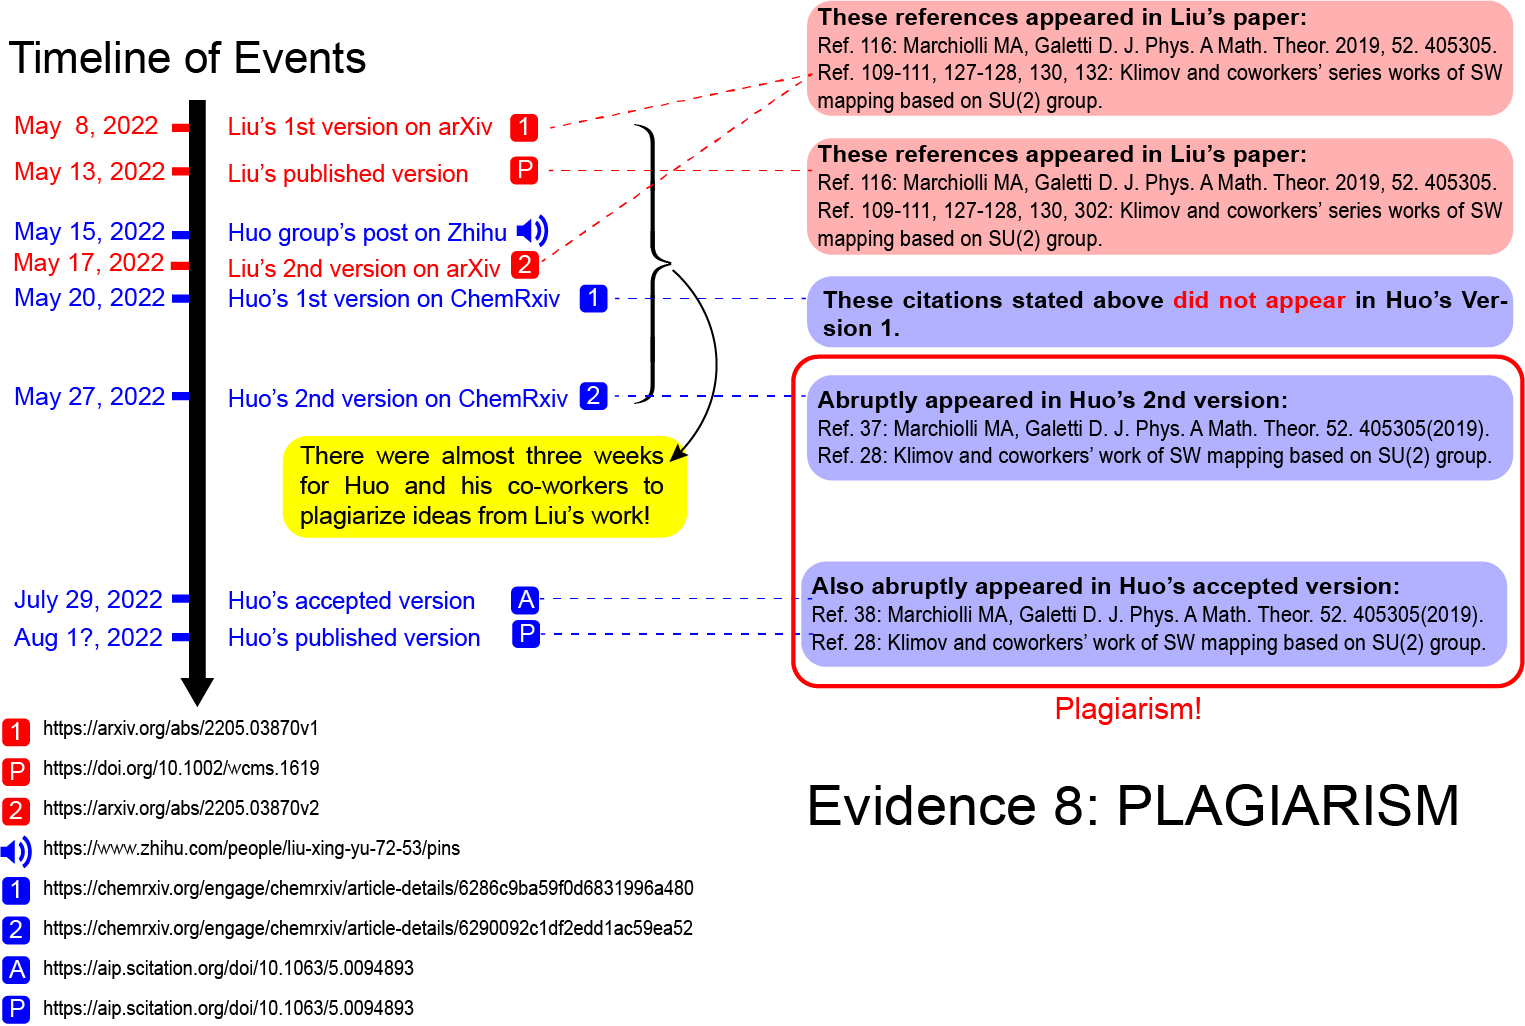 Timeline of Events
May 8, 2022 Liu's 1st version on arXiv 1
May 13, 2022 Liu's published version P
May 15, 2022 Huo group's post on Zhihu
May 17, 2022 Liu's 2nd version on arXiv 2
May 20, 2022 Huo's 1st version on ChemRxiv 1
May 27, 2022 Huo's 2nd version on ChemRxiv 2
There were almost three weeks
for Huo and his co-workers to
plagiarize ideas from Liu's work!
July 29, 2022 Huo's accepted version A
Aug 1?, 2022 Huo's published version P
These references appeared in Liu's paper:
Ref. 116: Marchiolli MA, Galetti D. J. Phys. A Math. Theor. 2019, 52. 405305.
Ref. 109-111, 127-128, 130, 132: Klimov and coworkers' series works of SW
mapping based on SU(2) group.
These references appeared in Liu's paper:
Ref. 116: Marchiolli MA, Galetti D. J. Phys. A Math. Theor. 2019, 52. 405305.
Ref. 109-111, 127-128, 130, 302: Klimov and coworkers' series works of SW
mapping based on SU(2) group.
These citations stated above did not appear in Huo's Ver-
sion 1.
Abruptly appeared in Huo's 2nd version:
Ref. 37: Marchiolli MA, Galetti D. J. Phys. A Math. Theor. 52. 405305(2019).
Ref. 28: Klimov and coworkers' work of SW mapping based on SU(2) group.
Also abruptly appeared in Huo's accepted version:
Ref. 38: Marchiolli MA, Galetti D. J. Phys. A Math. Theor. 52. 405305(2019).
Ref. 28: Klimov and coworkers' work of SW mapping based on SU(2) group.
Plagiarism!
Evidence 8: PLAGIARISM
1 https://arxiv.org/abs/2205.03870v1
P https://doi.org/10.1002/wcms.1619
2 https://arxiv.org/abs/2205.03870v2
https://www.zhihu.com/people/liu-xing-yu-72-53/pins
1 https://chemrxiv.org/engage/chemrxiv/article-details/6286c9ba59f0d6831996a480
2 https://chemrxiv.org/engage/chemrxiv/article-details/6290092c1df2edd1ac59ea52
A https://aip.scitation.org/doi/10.1063/5.0094893
P https://aip.scitation.org/doi/10.1063/5.0094893